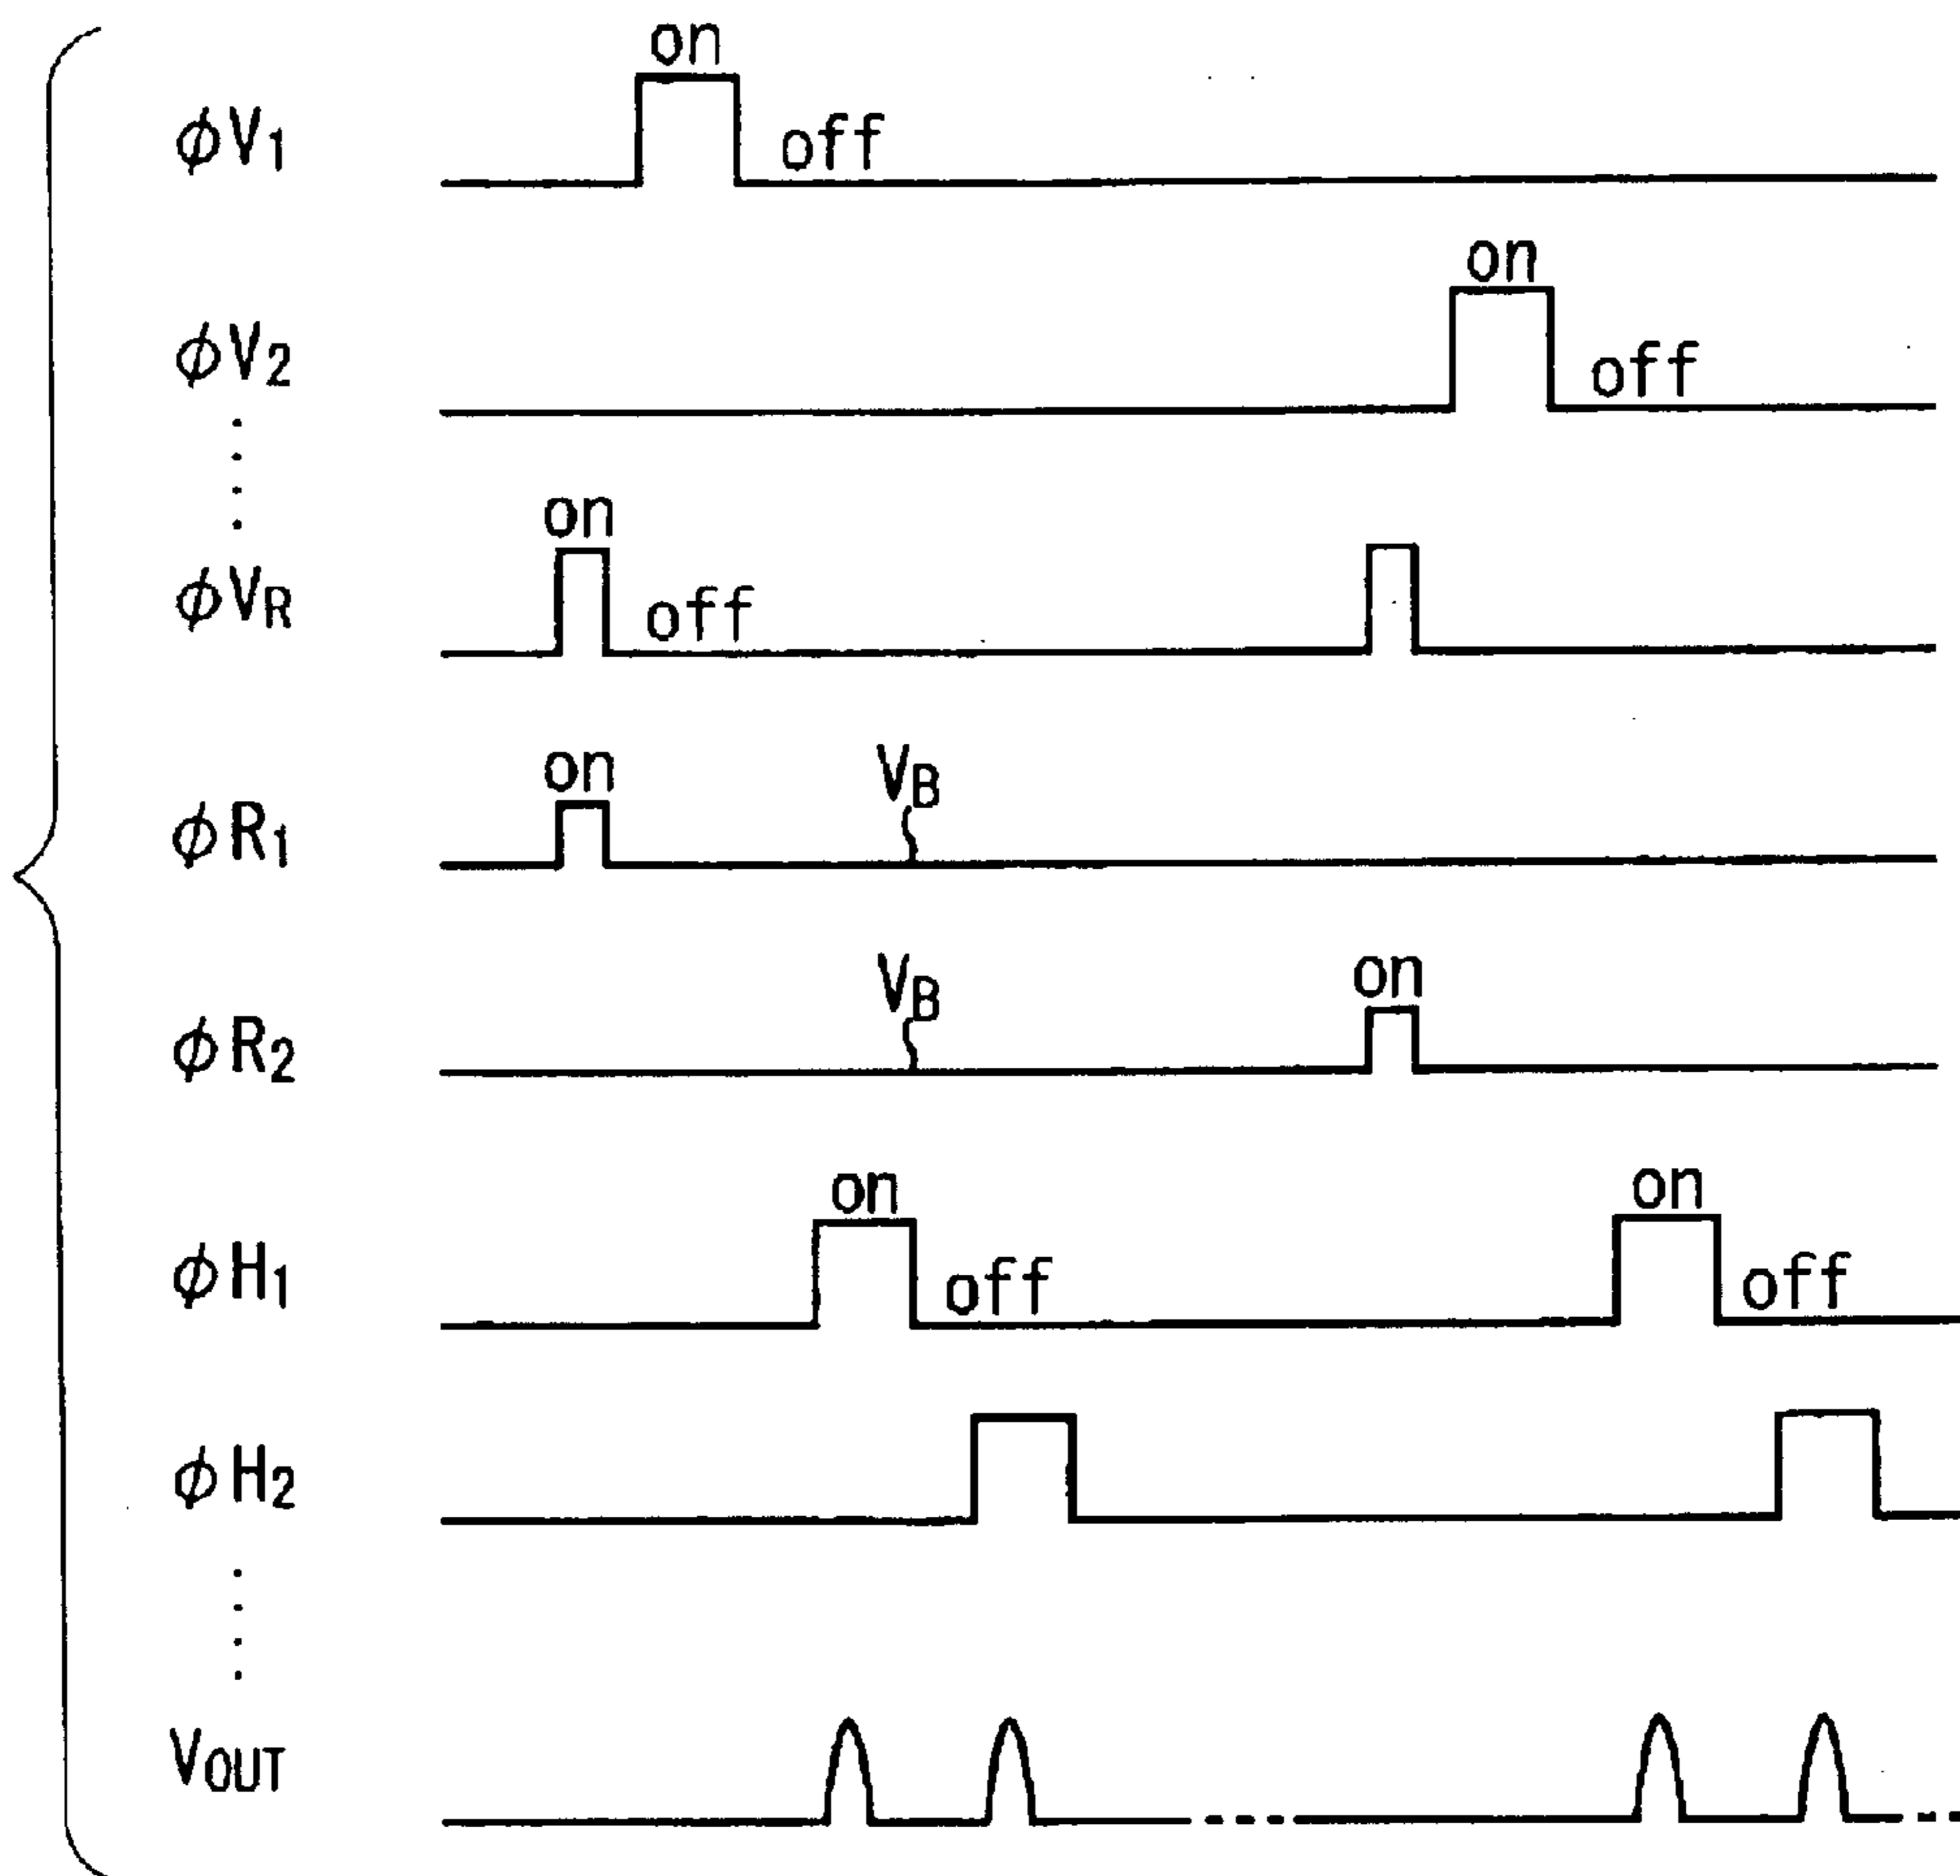 on
φV1 off
on
φV2 off
on
φVR off
on VB
φR1
VB on
φR2
on on
φH1 off off
φH2
VOUT